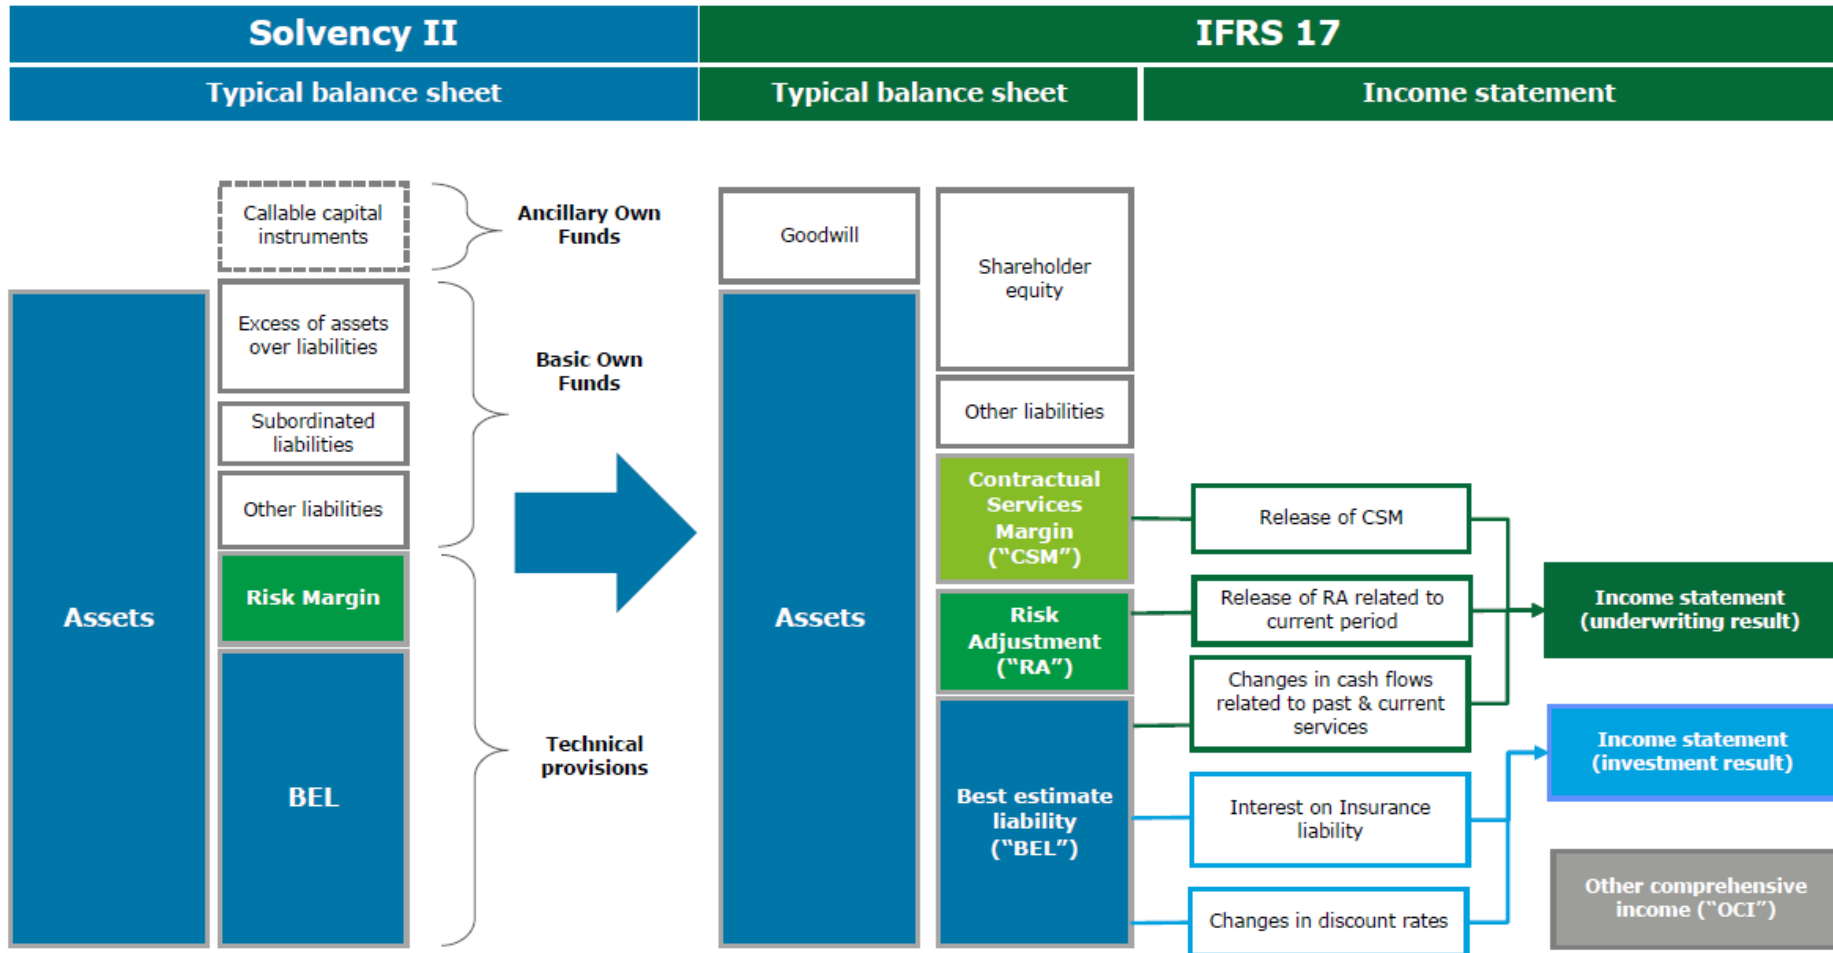 Solvency II
IFRS 17
Typical balance sheet
Typical balance sheet
Income statement
Callable capital
instruments
Ancillary Own
Funds
Excess of assets
over liabilities
Basic Own
Funds
Subordinated
liabilities
Other liabilities
Assets
Risk Margin
BEL
Technical
provisions
Goodwill
Assets
Shareholder
equity
Other liabilities
Contractual
Services
Margin
(“CSM”)
Risk
Adjustment
(“RA”)
Best estimate
liability
(“BEL”)
Release of CSM
Release of RA related to
current period
Changes in cash flows
related to past & current
services
Interest on Insurance
liability
Changes in discount rates
Income statement
(underwriting result)
Income statement
(investment result)
Other comprehensive
income (“OCI”)